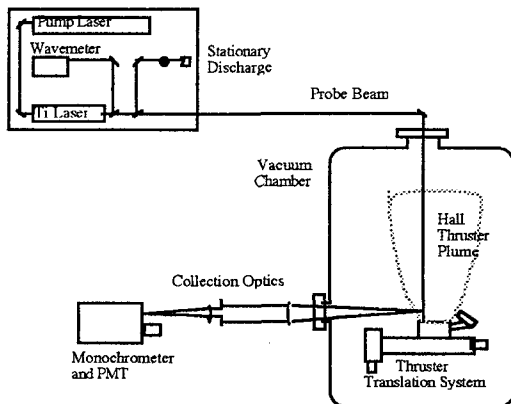 Pump Laser
Wavemeter
Ti Laser
Stationary
Discharge
Probe Beam
Vacuum
Chamber
Hall
Thruster
Plume
Collection Optics
Monochrometer
and PMT
Thruster
Translation System